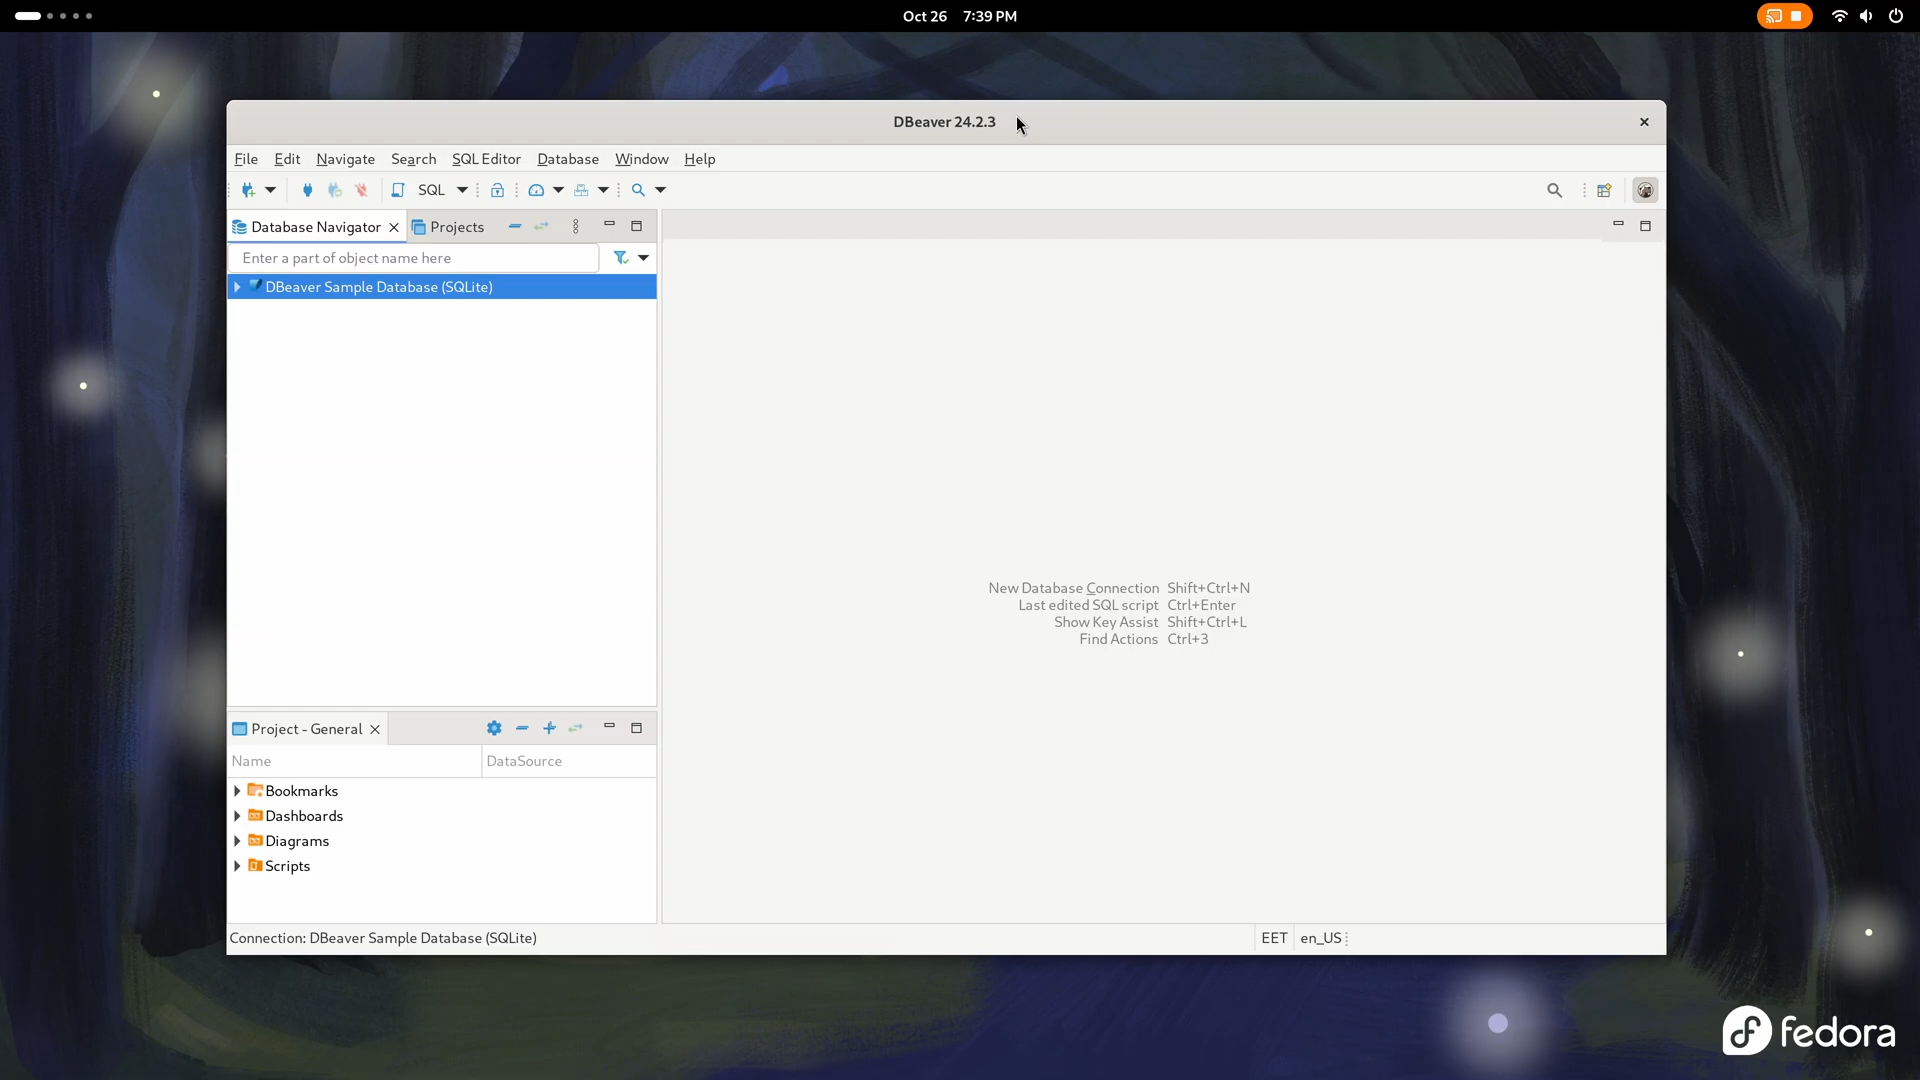 Oct 26 7:39 PM
DBeaver 24.2.3
File Edit Navigate Search SQL Editor Database Window Help
SQL
Database Navigator Projects
Enter a part of object name here
DBeaver Sample Database (SQLite)
New Database Connection Shift+Ctrl+N
Last edited SQL script Ctrl+Enter
Show Key Assist Shift+Ctrl+L
Find Actions Ctrl+3
Project - General
Name DataSource
Bookmarks
Dashboards
Diagrams
Scripts
Connection: DBeaver Sample Database (SQLite) EET en_US
fedora